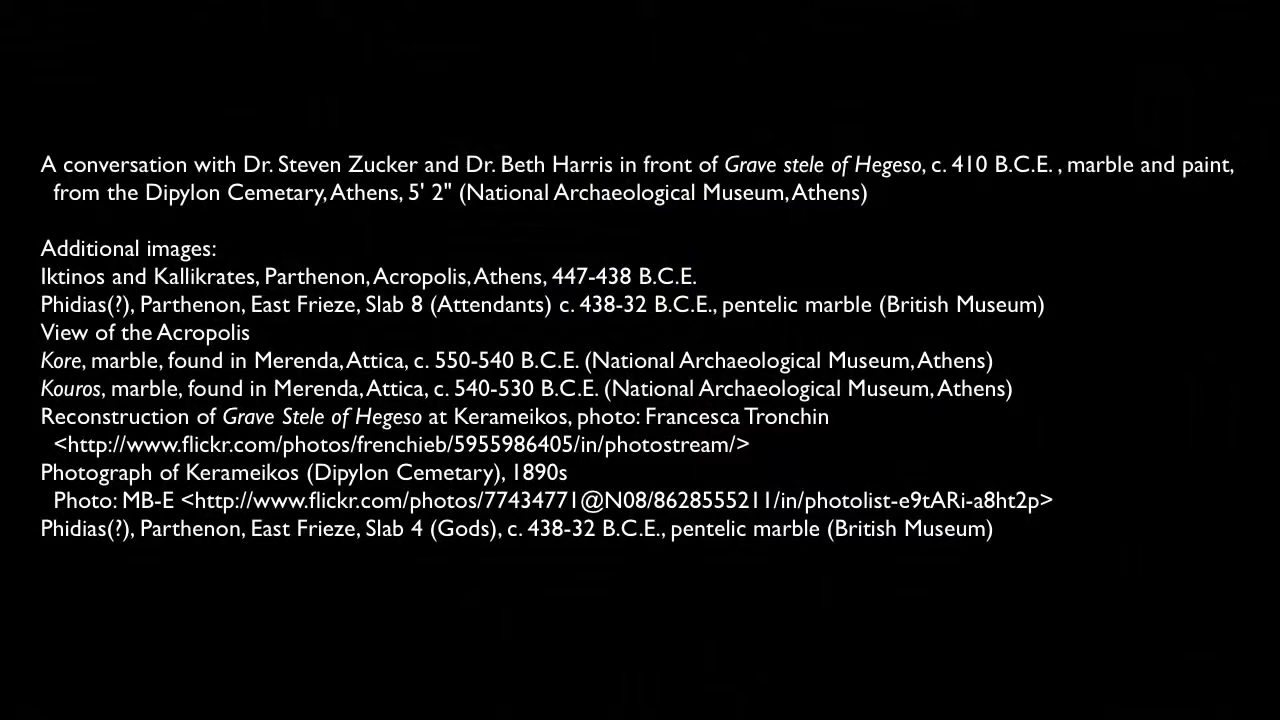 A conversation with Dr. Steven Zucker and Dr. Beth Harris in front of Grave stele of Hegeso, c. 410 B.C.E. , marble and paint,
from the Dipylon Cemetary, Athens, 5' 2" (National Archaeological Museum, Athens)
Additional images:
Iktinos and Kallikrates, Parthenon, Acropolis, Athens, 447-438 B.C.E.
Phidias(?), Parthenon, East Frieze, Slab 8 (Attendants) c. 438-32 B.C.E., pentelic marble (British Museum)
View of the Acropolis
Kore, marble, found in Merenda, Attica, c. 550-540 B.C.E. (National Archaeological Museum, Athens)
Kouros, marble, found in Merenda, Attica, c. 540-530 B.C.E. (National Archaeological Museum, Athens)
Reconstruction of Grave Stele of Hegeso at Kerameikos, photo: Francesca Tronchin
<http://www.flickr.com/photos/frenchieb/5955986405/in/photostream/>
Photograph of Kerameikos (Dipylon Cemetary), 1890s
Photo: MB-E <http://www.flickr.com/photos/77434771@N08/8628555211/in/photolist-e9tARi-a8ht2p>
Phidias(?), Parthenon, East Frieze, Slab 4 (Gods), c. 438-32 B.C.E., pentelic marble (British Museum)